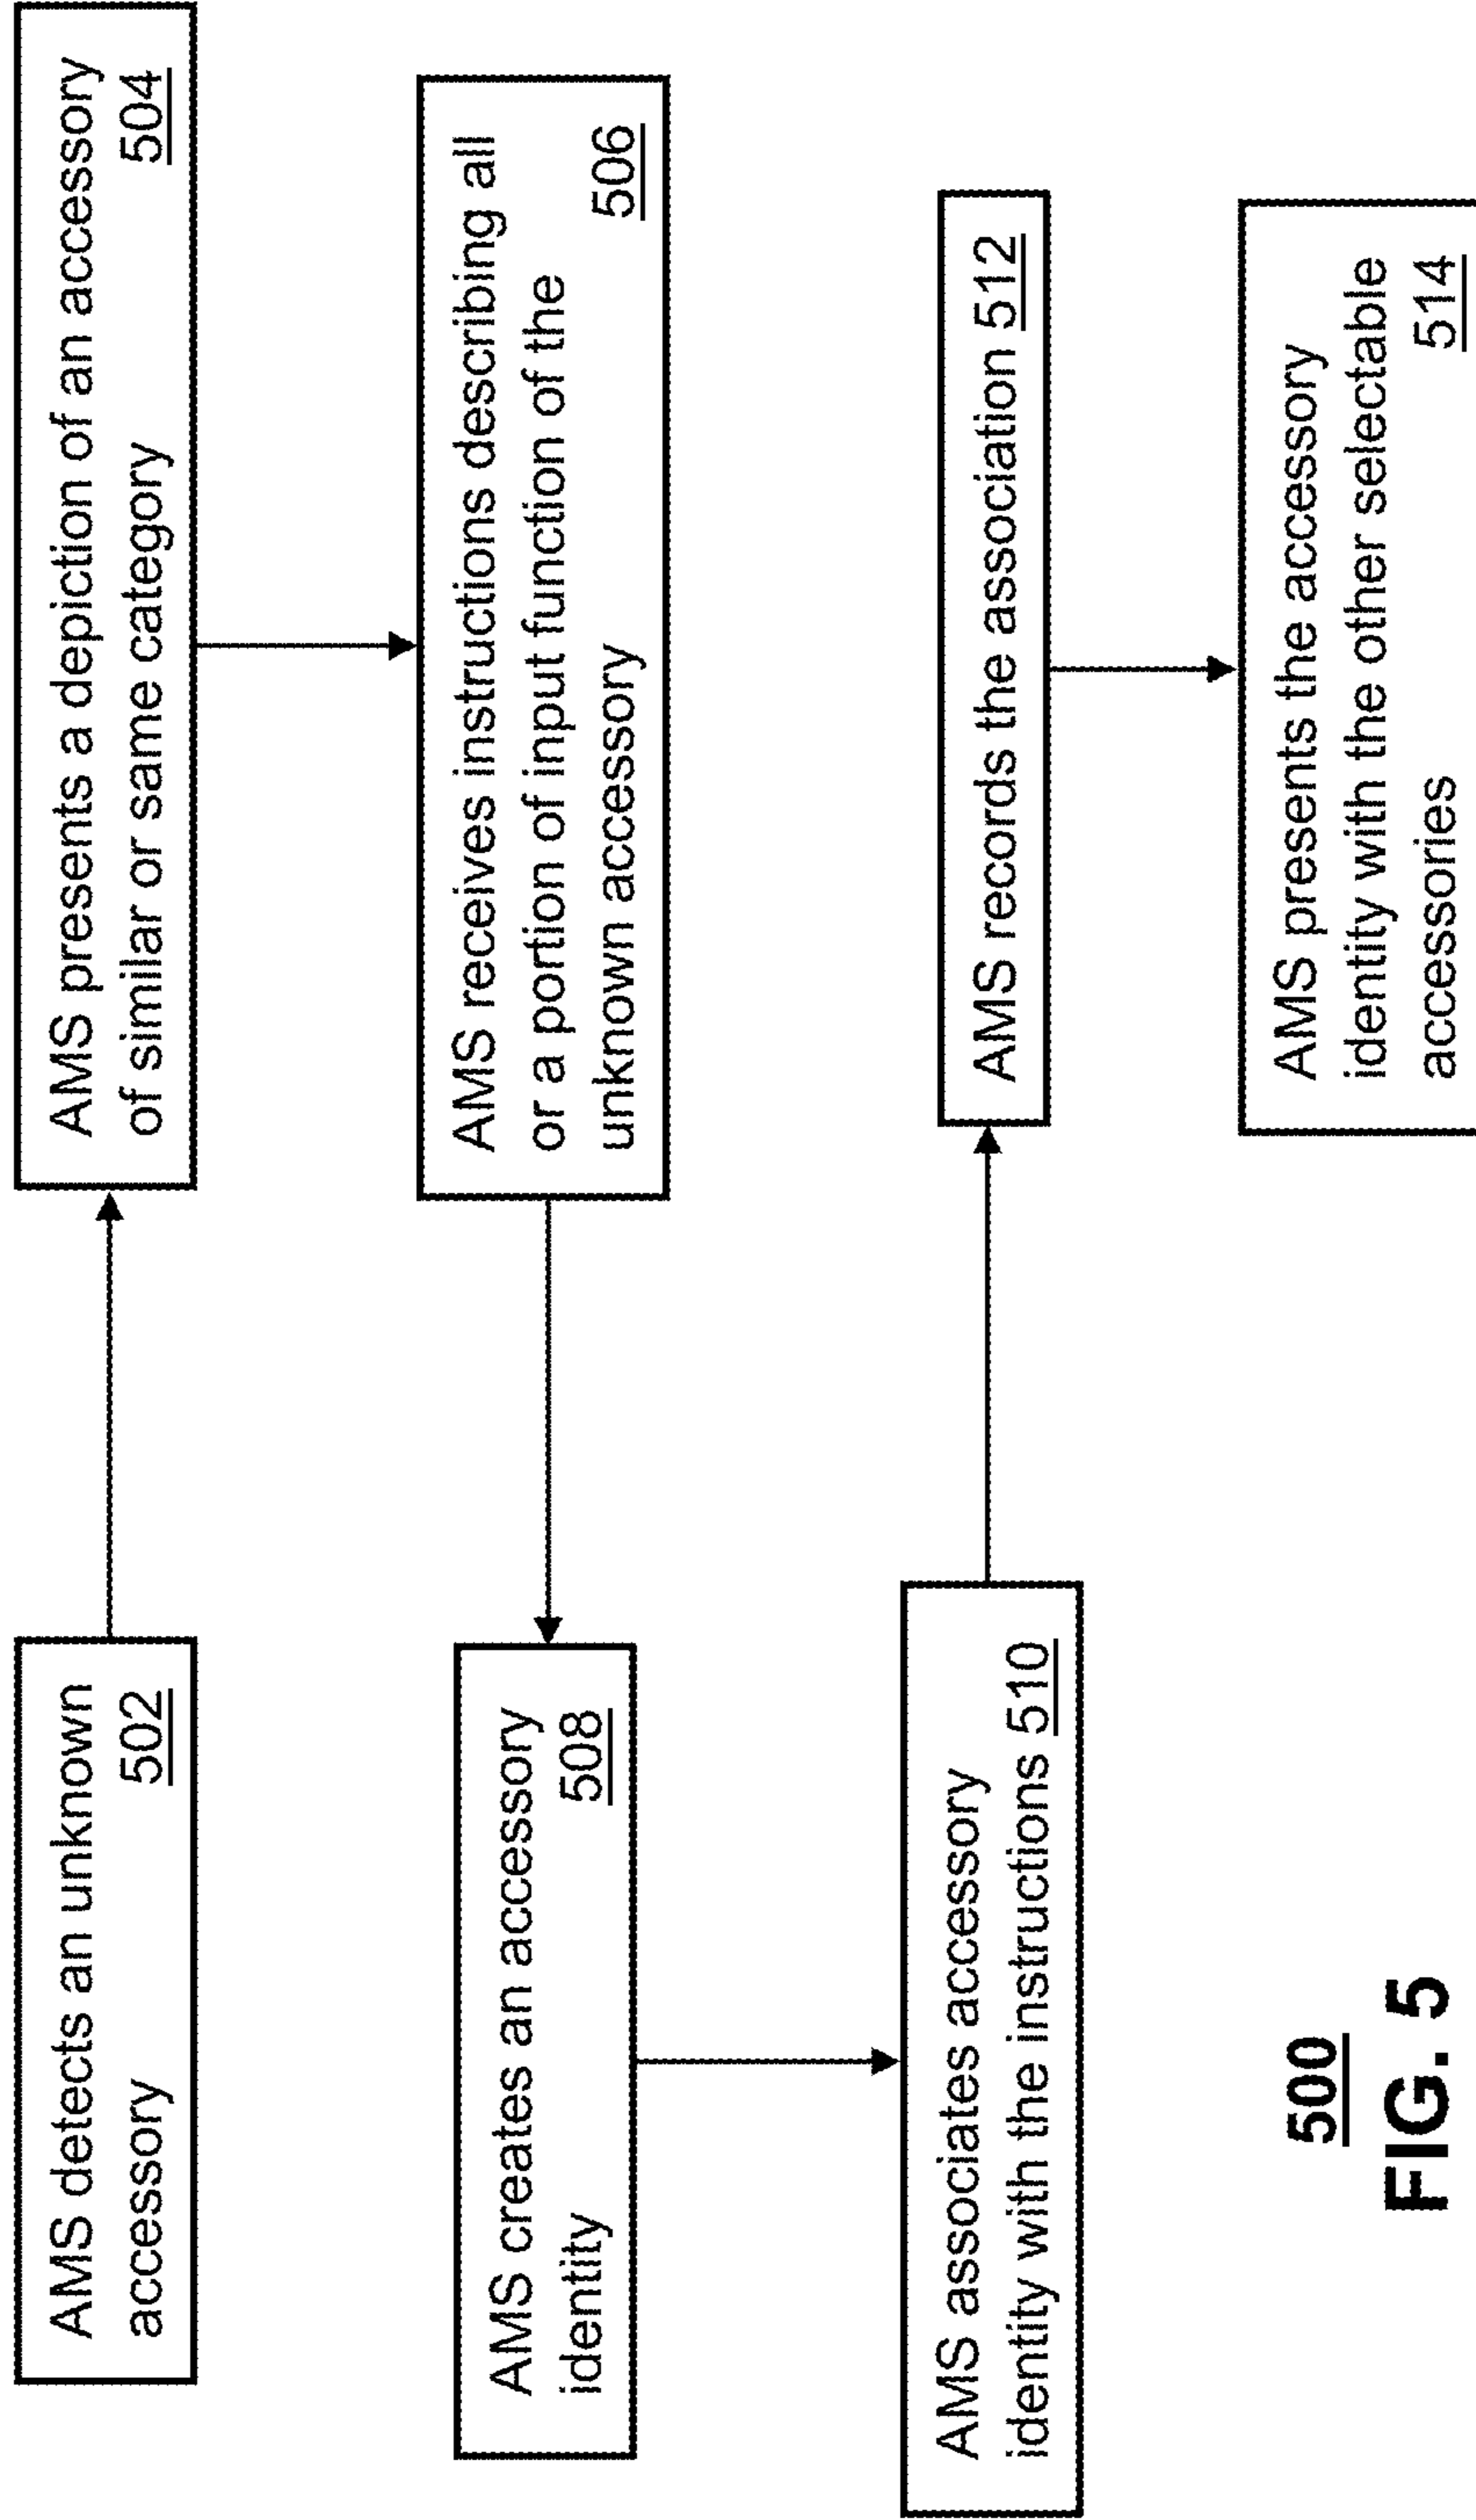 AMS detects an unknown
accessory 502
AMS presents a depiction of an accessory
of similar or same category 504
AMS receives instructions describing all
or a portion of input function of the
unknown accessory 506
AMS creates an accessory
identity 508
AMS associates accessory
identity with the instructions 510
AMS records the association 512
AMS presents the accessory
identity with the other selectable
accessories 514
500
FIG. 5